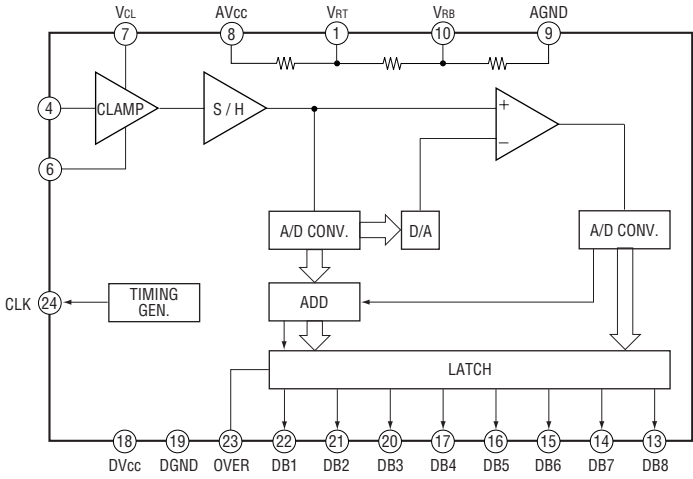 VCL AVCC VRT VRB AGND
7 8 1 10 9
4 CLAMP S / H + −
6
A/D CONV. D/A A/D CONV.
CLK 24 TIMING GEN. ADD
LATCH
18 19 23 22 21 20 17 16 15 14 13
DVCC DGND OVER DB1 DB2 DB3 DB4 DB5 DB6 DB7 DB8